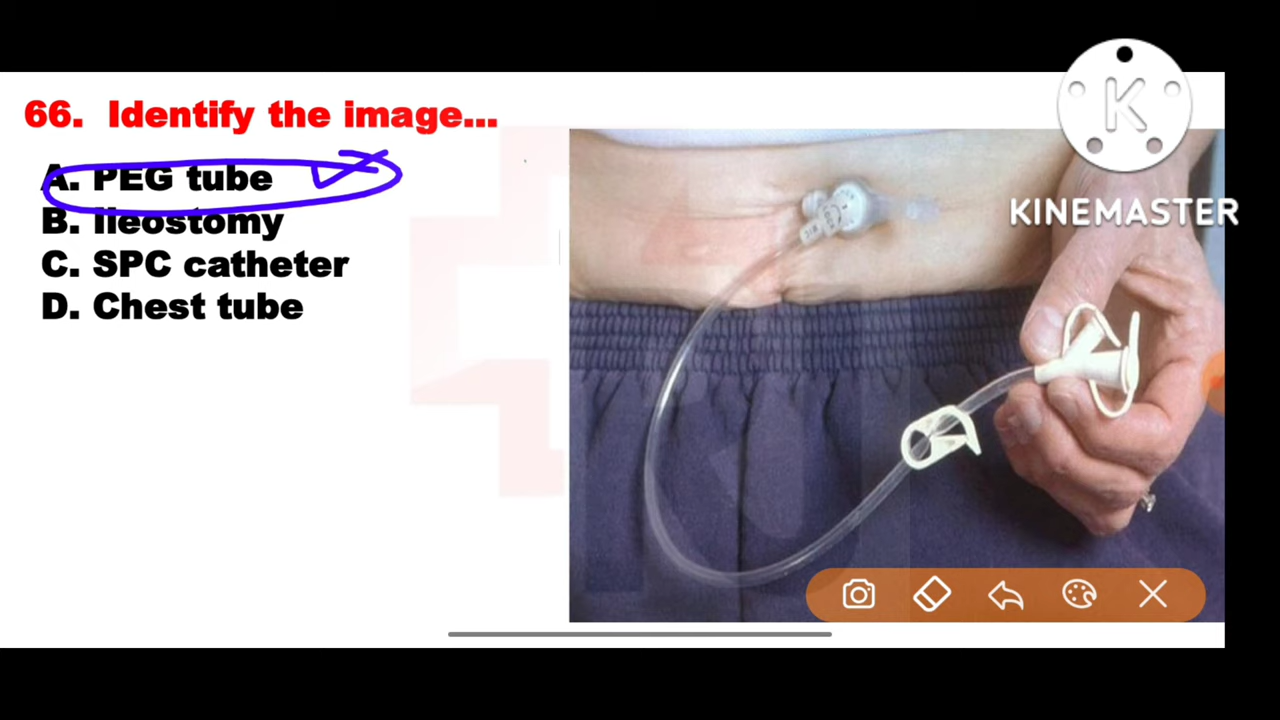 66. Identify the image...
A. PEG tube
B. Ileostomy
C. SPC catheter
D. Chest tube
K
KINEMASTER